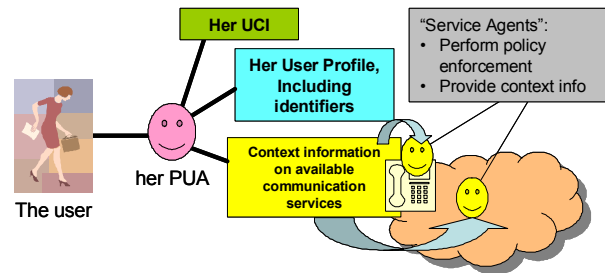 Her UCI
Her User Profile,
Including
identifiers
Context information
on available
communication
services
her PUA
The user
“Service Agents”:
• Perform policy
enforcement
• Provide context info